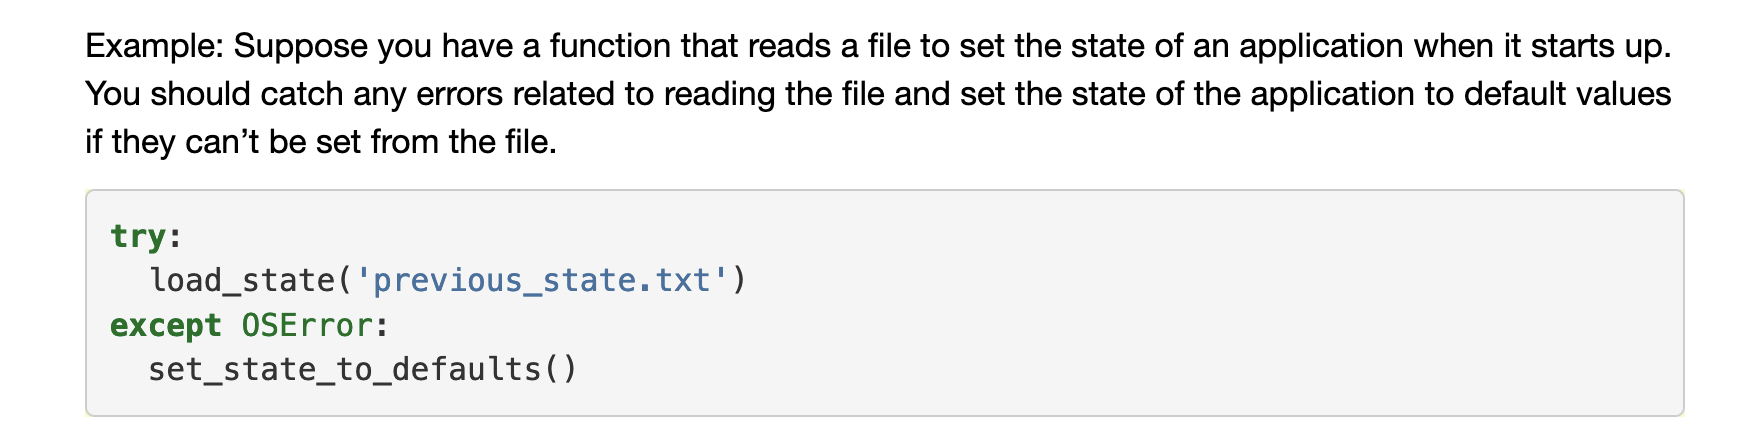 Example: Suppose you have a function that reads a file to set the state of an application when it starts up.
You should catch any errors related to reading the file and set the state of the application to default values
if they can’t be set from the file.
try:
  load_state('previous_state.txt')
except OSError:
  set_state_to_defaults()